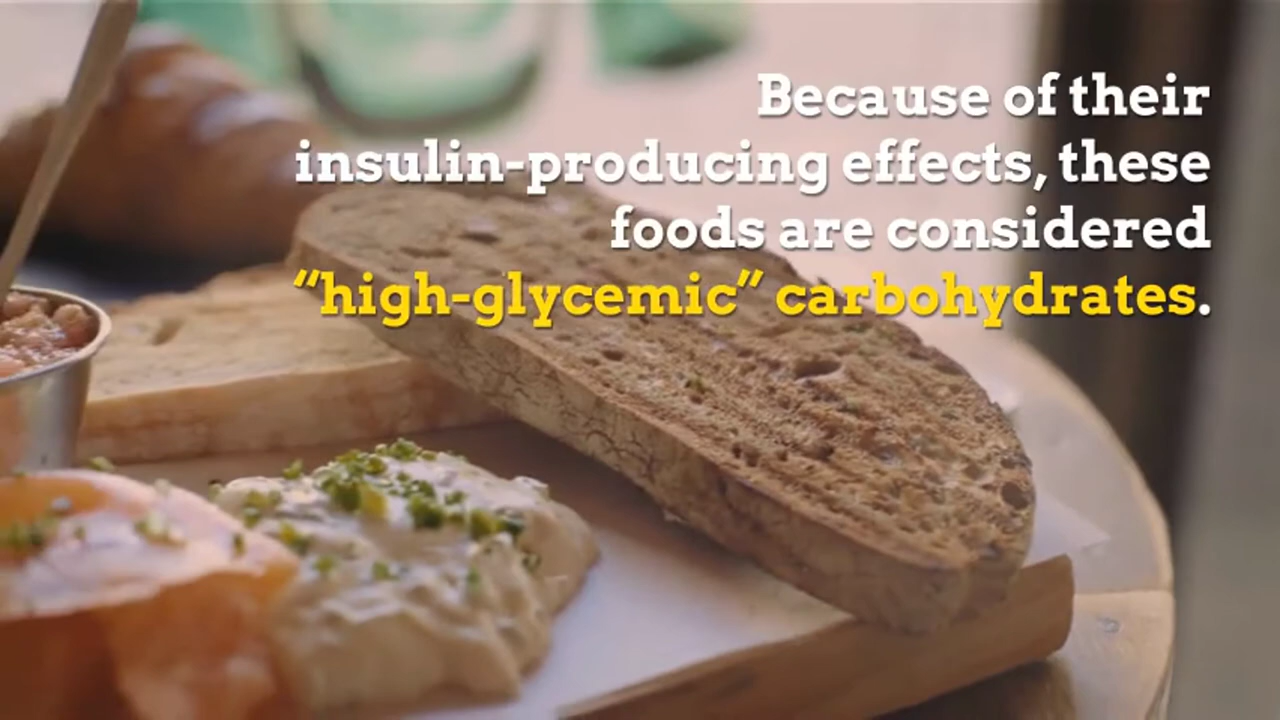 Because of their
insulin-producing effects, these
foods are considered
“high-glycemic” carbohydrates.